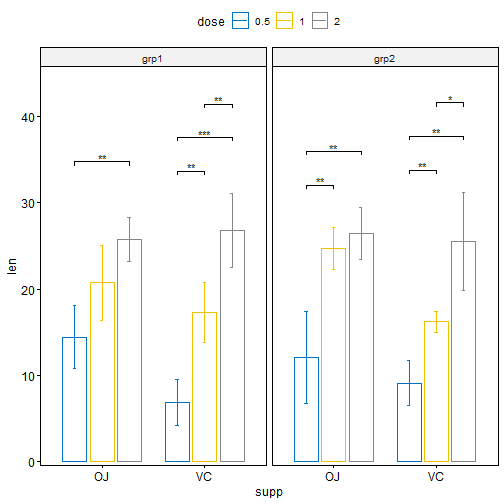 dose 0.5 1 2
grp1 grp2
** * 
*** ** ** **
** ** ** **
40
30
20
10
0
len
OJ VC OJ VC
supp